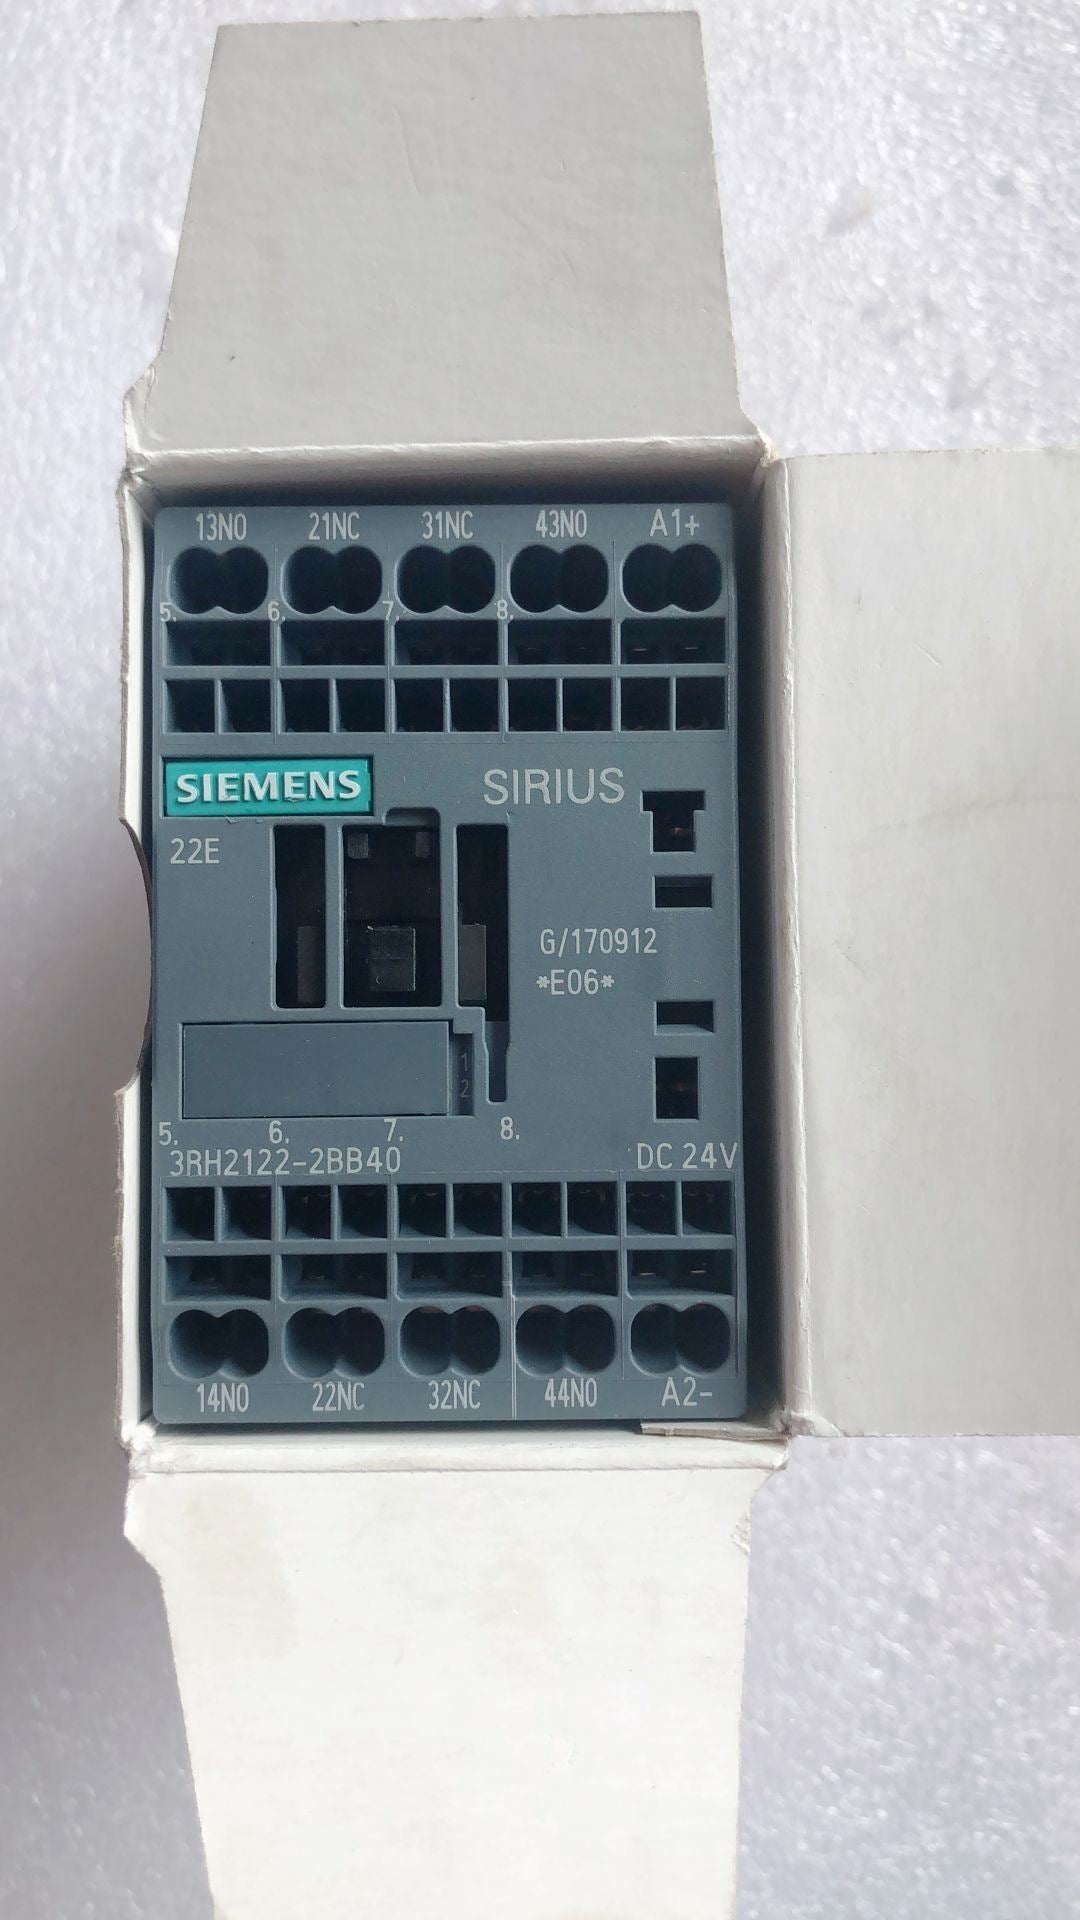 13NO 21NC 31NC 43NO A1+
5. 6. 7. 8.
SIEMENS SIRIUS
22E
G/170912
*E06*
1
2
5. 6. 7. 8.
3RH2122-2BB40 DC 24V
14NO 22NC 32NC 44NO A2-